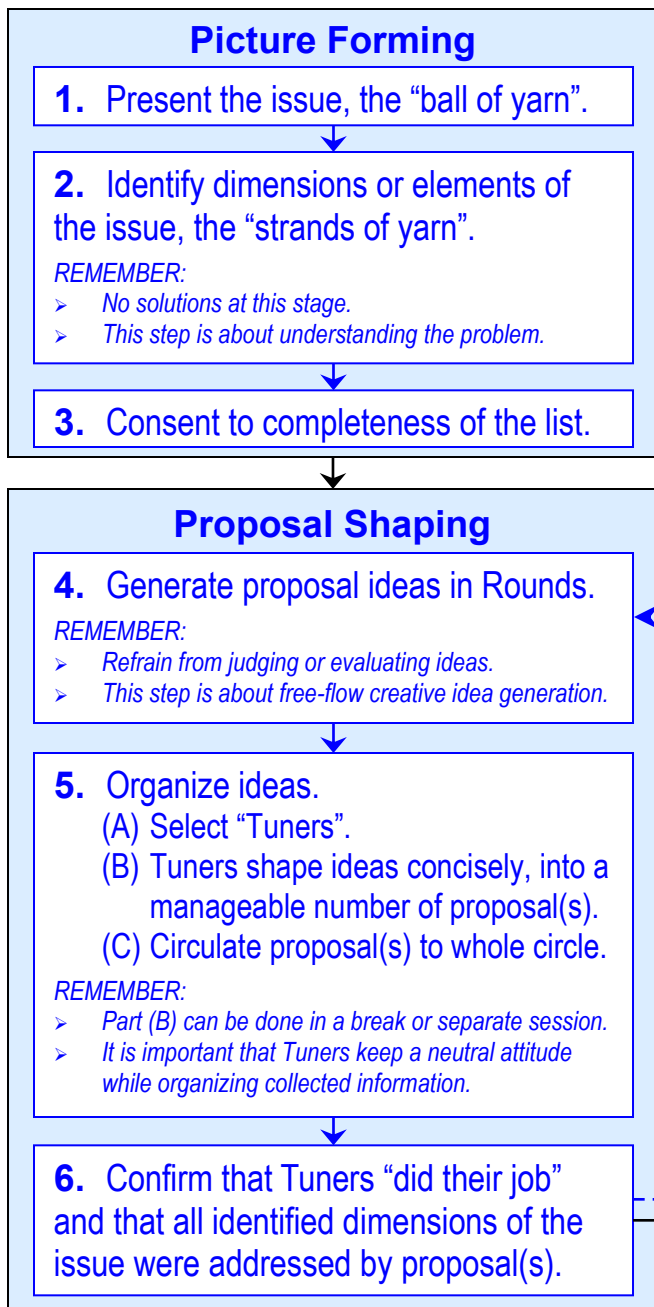 Picture Forming
1. Present the issue, the “ball of yarn”.
2. Identify dimensions or elements of
the issue, the “strands of yarn”.
REMEMBER:
➢ No solutions at this stage.
➢ This step is about understanding the problem.
3. Consent to completeness of the list.
Proposal Shaping
4. Generate proposal ideas in Rounds.
REMEMBER:
➢ Refrain from judging or evaluating ideas.
➢ This step is about free-flow creative idea generation.
5. Organize ideas.
(A) Select “Tuners”.
(B) Tuners shape ideas concisely, into a
manageable number of proposal(s).
(C) Circulate proposal(s) to whole circle.
REMEMBER:
➢ Part (B) can be done in a break or separate session.
➢ It is important that Tuners keep a neutral attitude
while organizing collected information.
6. Confirm that Tuners “did their job”
and that all identified dimensions of the
issue were addressed by proposal(s).